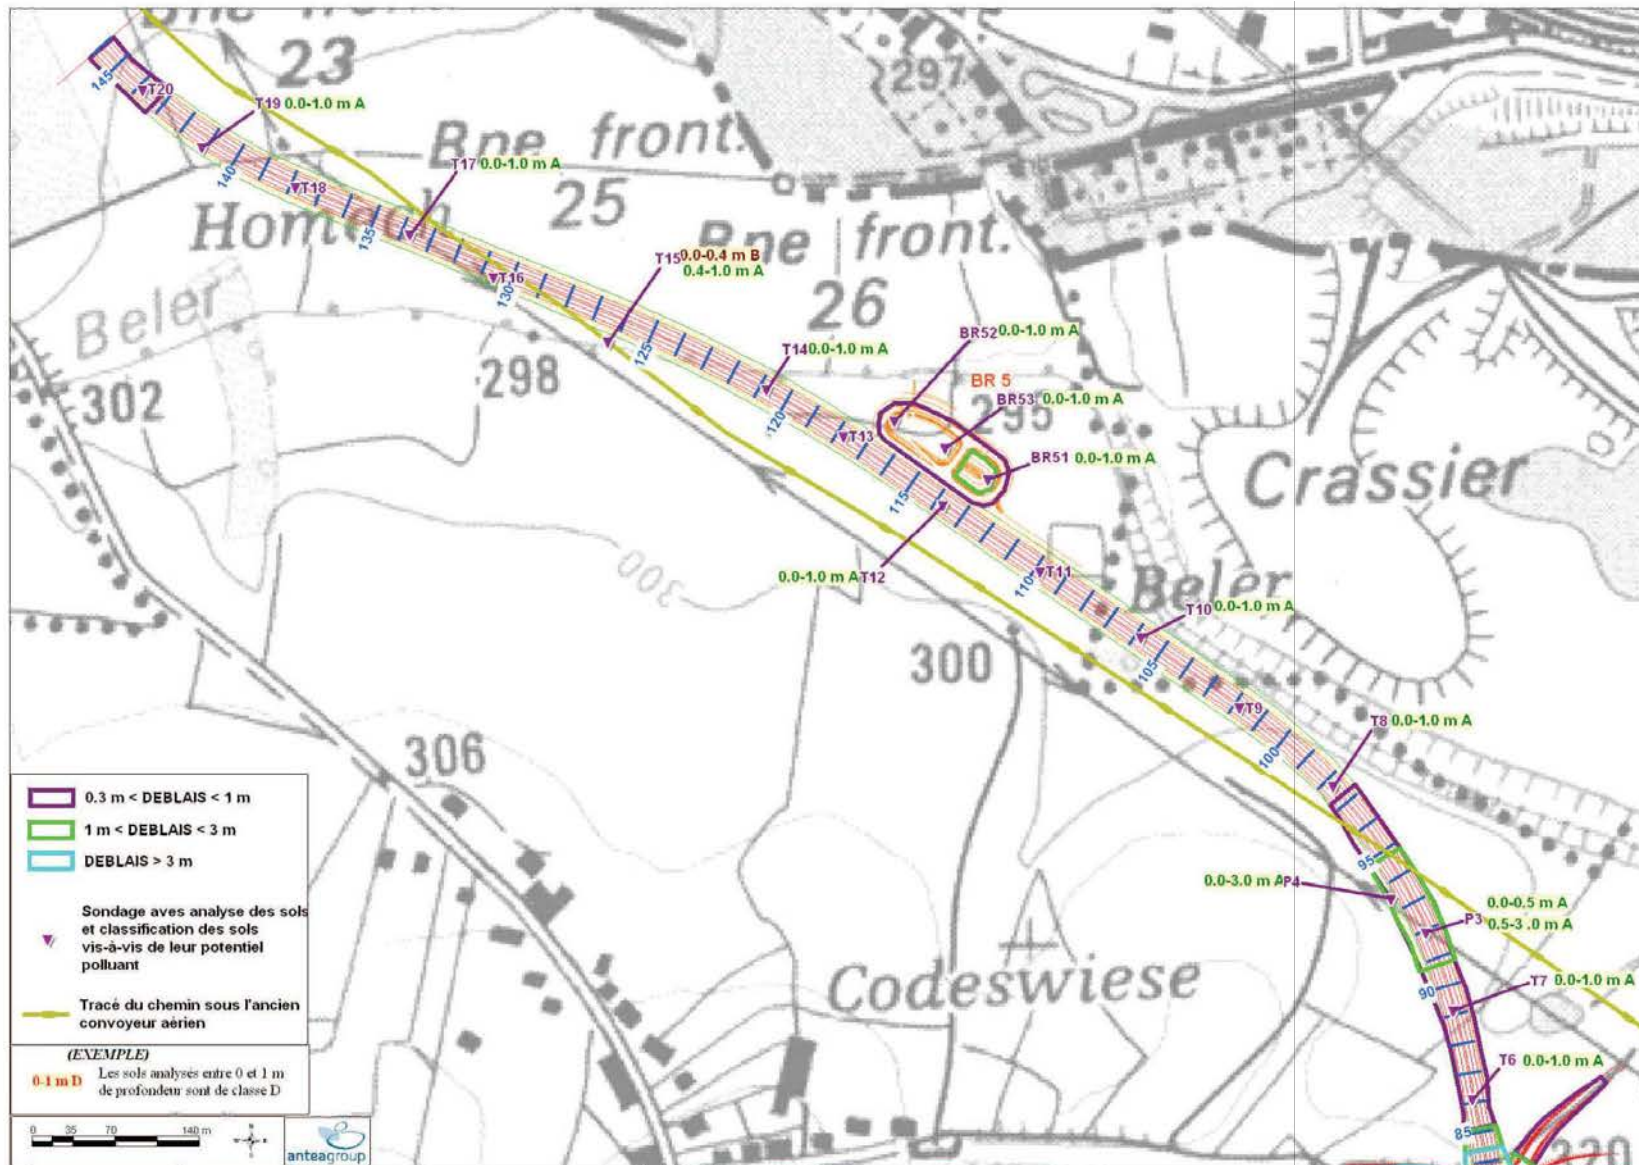 Bne front.
23
297
145
T20
T19 0.0-1.0 m A
Bne front.
25
T17 0.0-1.0 m A
140
T18
Homech
135
Bne front.
26
T15 0.0-0.4 m B
0.4-1.0 m A
T16
130
Beler
302
298
125
T14 0.0-1.0 m A
120
BR52 0.0-1.0 m A
BR 5
BR53 0.0-1.0 m A
295
T13
BR51 0.0-1.0 m A
115
Crassier
300
0.0-1.0 m A T12
T11
110
Beler
T10 0.0-1.0 m A
300
105
T9
T8 0.0-1.0 m A
100
306
95
0.0-3.0 m A P4
0.0-0.5 m A
P3
0.5-3.0 m A
90
T7 0.0-1.0 m A
Codeswiese
T6 0.0-1.0 m A
85
320
0.3 m < DEBLAIS < 1 m
1 m < DEBLAIS < 3 m
DEBLAIS > 3 m
Sondage aves analyse des sols
et classification des sols
vis-à-vis de leur potentiel
polluant
Tracé du chemin sous l'ancien
convoyeur aérien
(EXEMPLE)
0-1 m D Les sols analysés entre 0 et 1 m
de profondeur sont de classe D
0 35 70 140 m
anteagroup